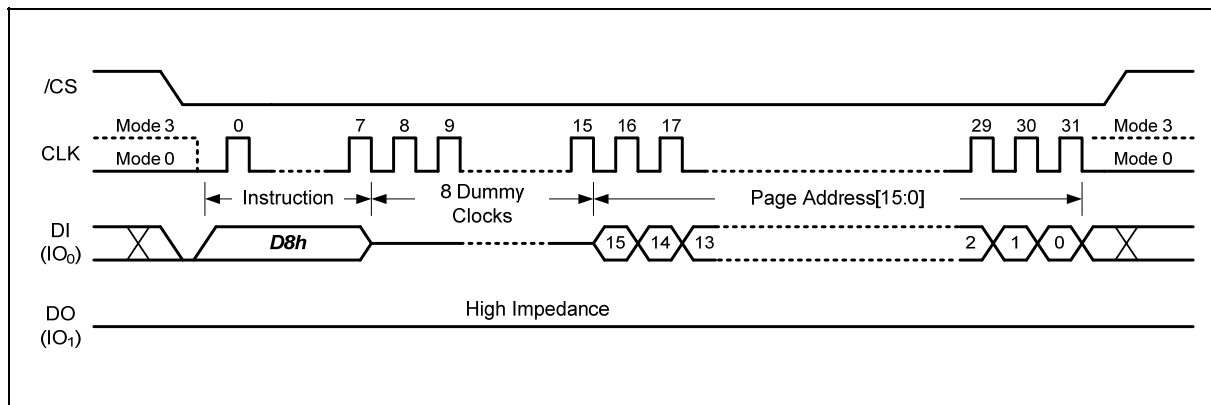 /CS
Mode 3 0 7 8 9 15 16 17 29 30 31 Mode 3
CLK
Mode 0 Mode 0
Instruction 8 Dummy Clocks Page Address[15:0]
DI
(IO₀)
D8h 15 14 13 2 1 0
High Impedance
DO
(IO₁)